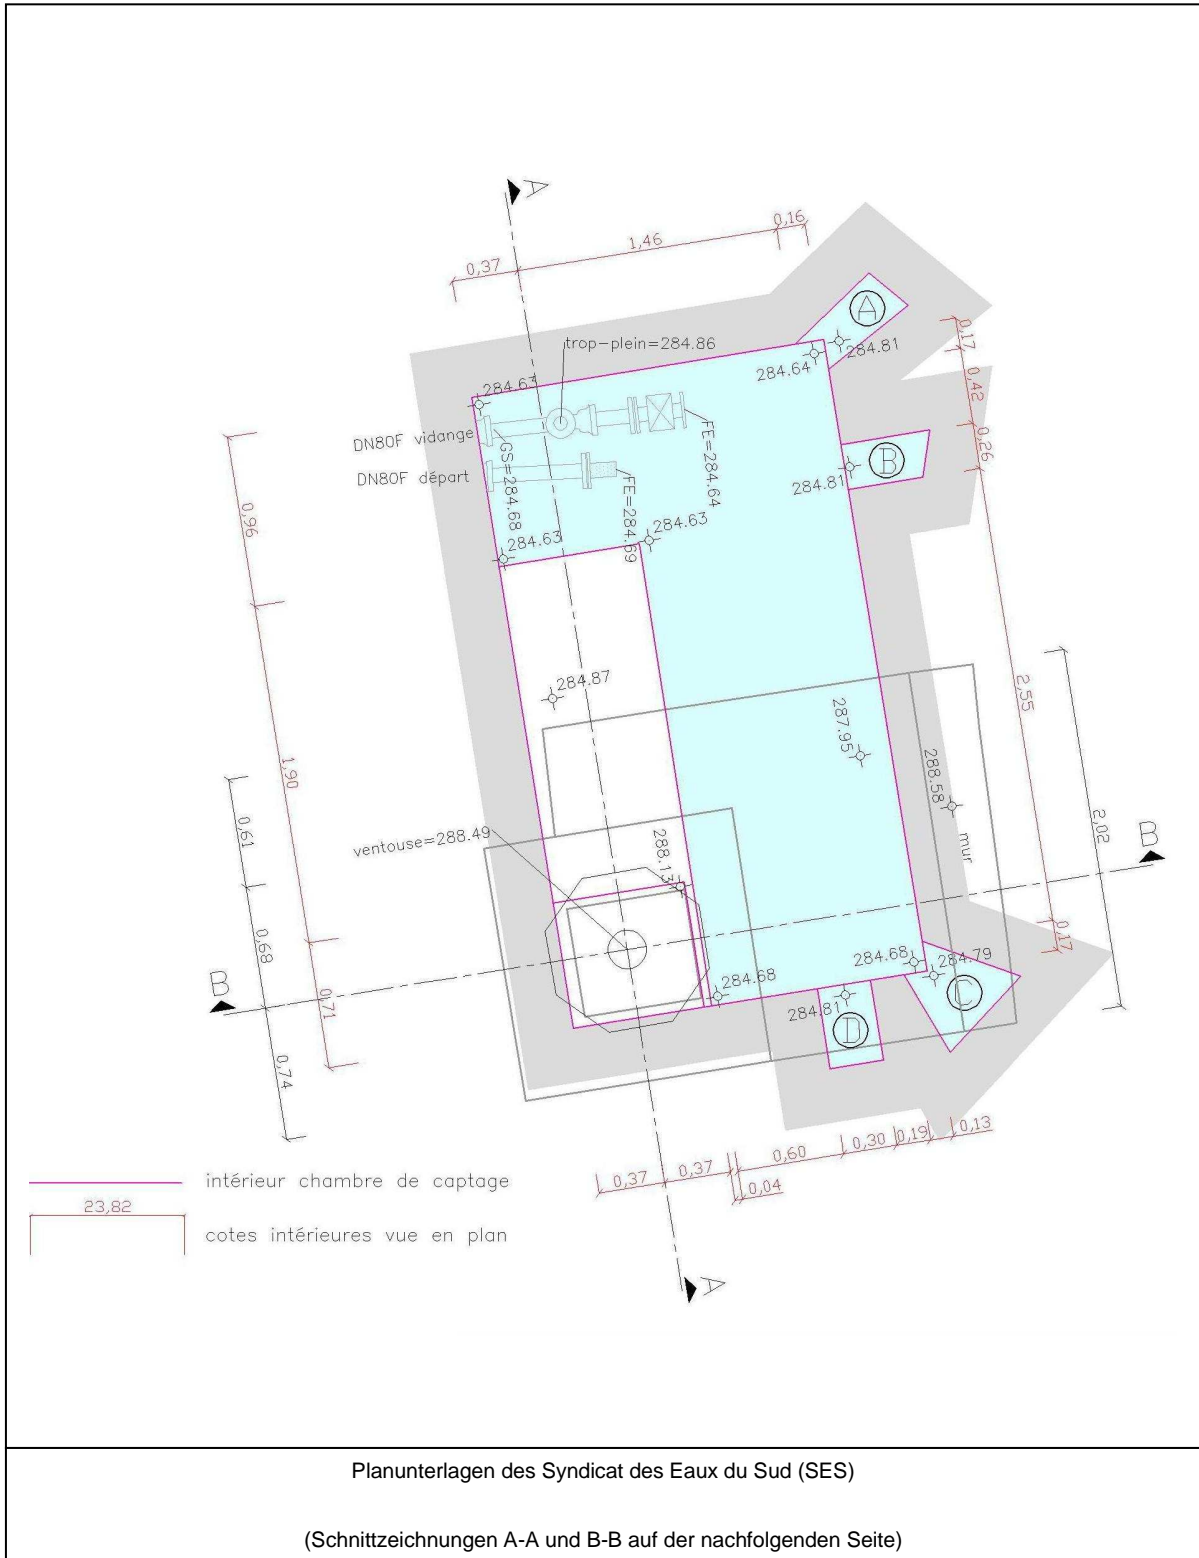 A
0,16
1,46
0,37
A
0,17
trop-plein=284.86
284.81
284.64
0,42
284.63
DN80F vidange
FE=284.64
B
0,26
DN80F départ
284.81
GS=284.68
FE=284.69
0,96
284.63
284.63
284.87
2,55
287.95
1,90
288.58
0,61
2,02
mur
B
ventouse=288.49
288.13
0,68
284.68
284.79
0,17
284.68
B
C
284.81
0,71
D
0,74
0,37
0,37
0,60
0,30
0,19
0,13
0,04
intérieur chambre de captage
23,82
cotes intérieures vue en plan
A
Planunterlagen des Syndicat des Eaux du Sud (SES)
(Schnittzeichnungen A-A und B-B auf der nachfolgenden Seite)